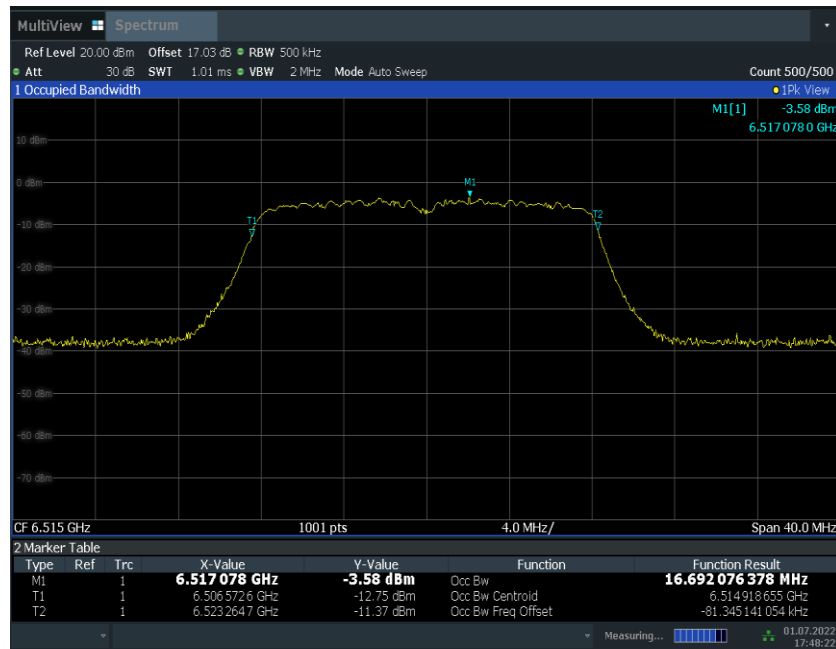 MultiView Spectrum
Ref Level 20.00 dBm Offset 17.03 dB RBW 500 kHz
Att 30 dB SWT 1.01 ms VBW 2 MHz Mode Auto Sweep Count 500/500
1 Occupied Bandwidth 1Pk View
M1[1] -3.58 dBm
6.517 078 0 GHz
10 dBm
0 dBm
M1
T1
T2
-10 dBm
-20 dBm
-30 dBm
-40 dBm
-50 dBm
-60 dBm
-70 dBm
CF 6.515 GHz 1001 pts 4.0 MHz/ Span 40.0 MHz
2 Marker Table
Type Ref Trc X-Value Y-Value Function Function Result
M1 1 6.517 078 GHz -3.58 dBm Occ Bw 16.692 076 378 MHz
T1 1 6.506 572 6 GHz -12.75 dBm Occ Bw Centroid 6.514 918 655 GHz
T2 1 6.523 264 7 GHz -11.37 dBm Occ Bw Freq Offset -81.345 141 054 kHz
Measuring... 01.07.2022
17:48:22